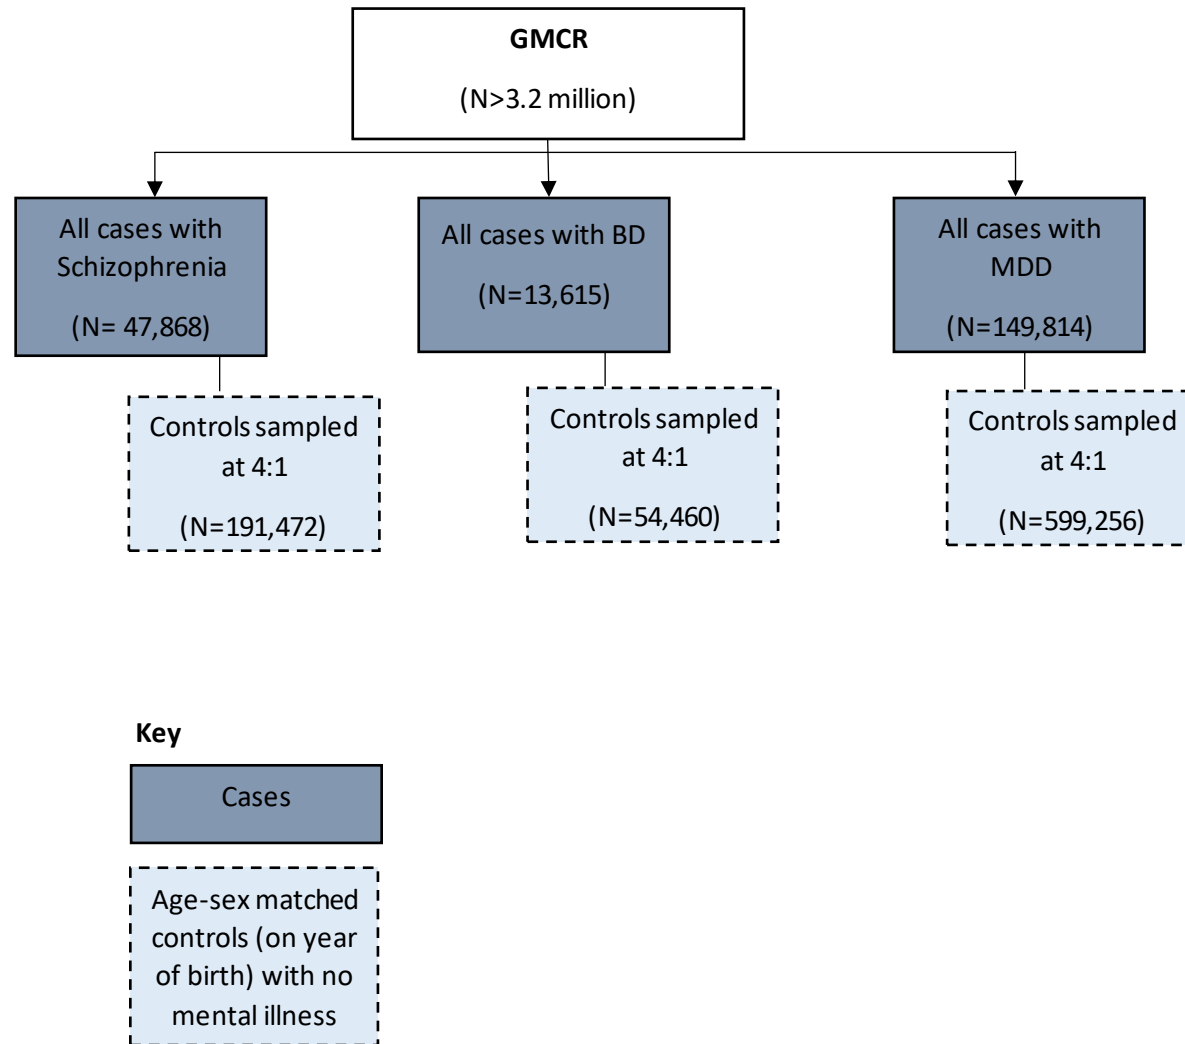 GMCR
(N>3.2 million)
All cases with
Schizophrenia
(N= 47,868)
All cases with BD
(N=13,615)
All cases with
MDD
(N=149,814)
Controls sampled
at 4:1
(N=191,472)
Controls sampled
at 4:1
(N=54,460)
Controls sampled
at 4:1
(N=599,256)
Key
Cases
Age-sex matched
controls (on year
of birth) with no
mental illness